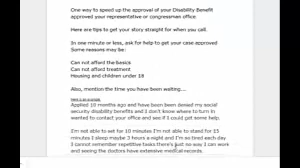 One way to speed up the approval of your Disability Benefit
approved your representative or congressman office
Here are tips to get your story straight for when you call.
In one minute or less, ask for help to get your case approved
Some reasons may be:
Can not afford the basics
Can not afford treatment
Housing and children under 18
Also, mention the time you have been waiting...
Applied 10 months ago and have been been denied my social
security disability benefits and I don't know where to turn in
wanted to contact your office and see if I could get some help.
I'm not able to set for 10 minutes I'm not able to stand for 15
minutes I sleep maybe 3 hours a night and I'm so tired each day
I cannot remember repetitive tasks there's no way I can work
and seeing the doctors have extensive medical records.